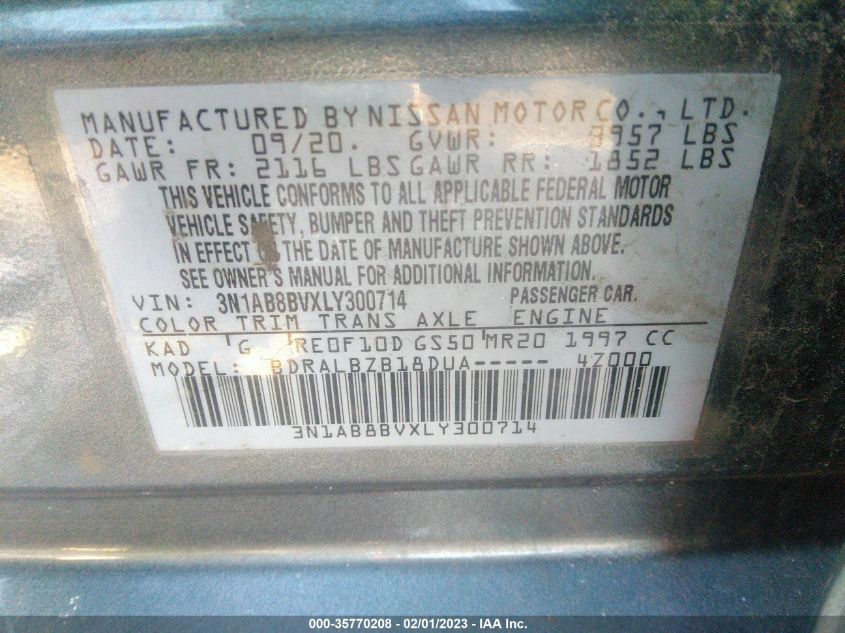 MANUFACTURED BY NISSAN MOTOR CO., LTD.
DATE: 09/20. GVWR: 3957 LBS
GAWR FR: 2116 LBS GAWR RR: 1852 LBS
THIS VEHICLE CONFORMS TO ALL APPLICABLE FEDERAL MOTOR
VEHICLE SAFETY, BUMPER AND THEFT PREVENTION STANDARDS
IN EFFECT ON THE DATE OF MANUFACTURE SHOWN ABOVE.
SEE OWNER'S MANUAL FOR ADDITIONAL INFORMATION.
VIN: 3N1AB8BVXLY300714 PASSENGER CAR.
COLOR TRIM TRANS AXLE ENGINE
KAD 'G 'RE0F10D GS50'MR20 1997 CC
MODEL: BDRALBZB18DUA----- 4Z000
3N1AB8BVXLY300714
000-35770208 - 02/01/2023 - IAA Inc.